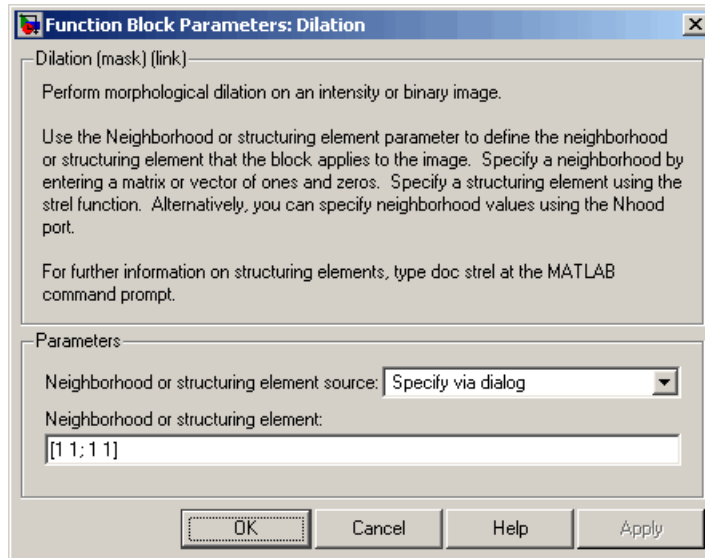 Function Block Parameters: Dilation
Dilation (mask) (link)
Perform morphological dilation on an intensity or binary image.
Use the Neighborhood or structuring element parameter to define the neighborhood
or structuring element that the block applies to the image. Specify a neighborhood by
entering a matrix or vector of ones and zeros. Specify a structuring element using the
strel function. Alternatively, you can specify neighborhood values using the Nhood
port.
For further information on structuring elements, type doc strel at the MATLAB
command prompt.
Parameters
Neighborhood or structuring element source: Specify via dialog
Neighborhood or structuring element:
[1 1; 1 1]
OK Cancel Help Apply